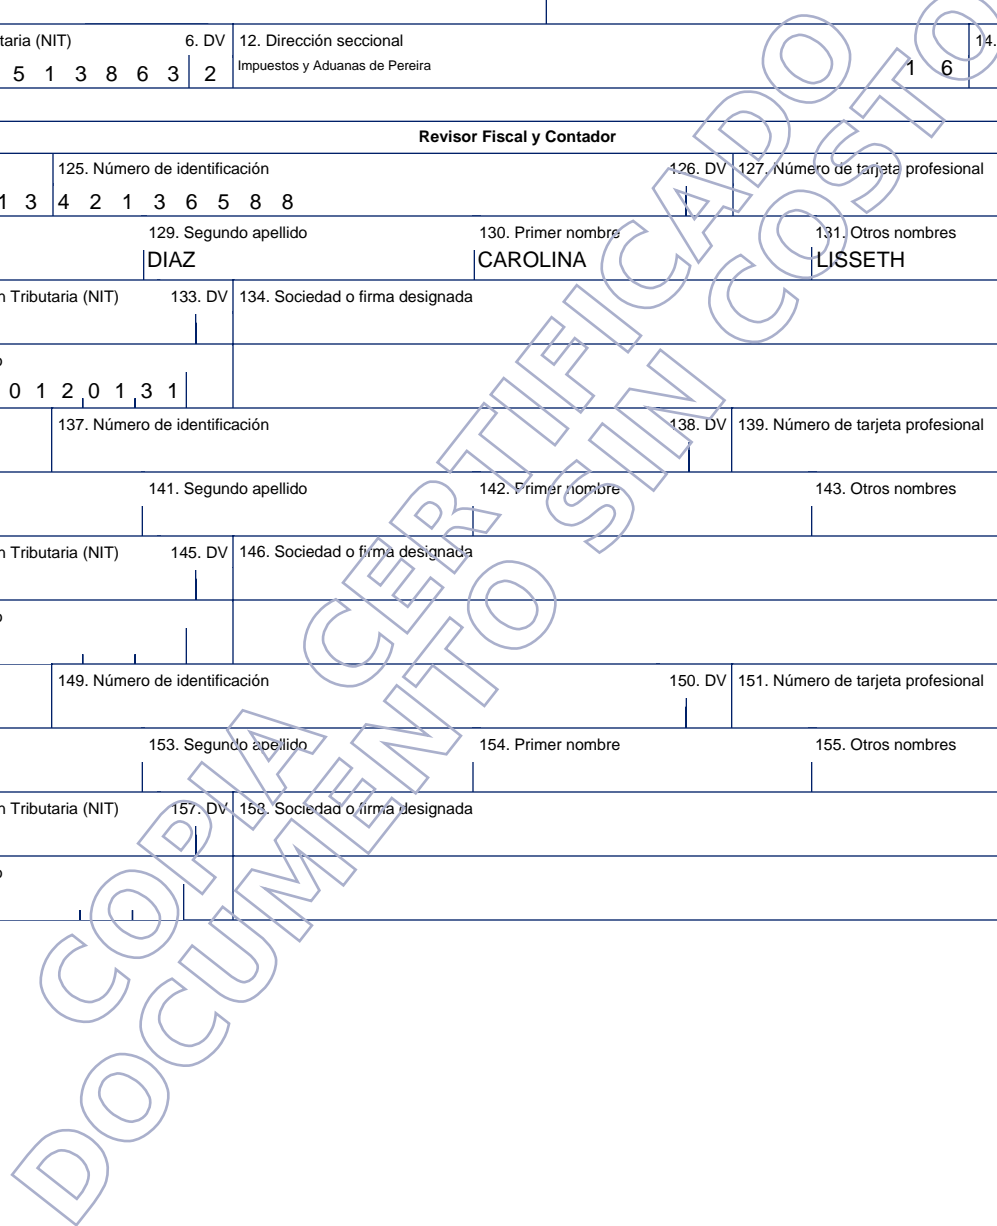 taria (NIT) 6. DV 12. Dirección seccional 14.
5 1 3 8 6 3 2 Impuestos y Aduanas de Pereira 1 6
Revisor Fiscal y Contador
125. Número de identificación 126. DV 127. Número de tarjeta profesional
1 3 4 2 1 3 6 5 8 8
129. Segundo apellido 130. Primer nombre 131. Otros nombres
DIAZ CAROLINA LISSETH
n Tributaria (NIT) 133. DV 134. Sociedad o firma designada
o
0 1 2 0 1 3 1
137. Número de identificación 138. DV 139. Número de tarjeta profesional
141. Segundo apellido 142. Primer nombre 143. Otros nombres
n Tributaria (NIT) 145. DV 146. Sociedad o firma designada
o
149. Número de identificación 150. DV 151. Número de tarjeta profesional
153. Segundo apellido 154. Primer nombre 155. Otros nombres
n Tributaria (NIT) 157. DV 158. Sociedad o firma designada
o
COPIA CERTIFICADO
DOCUMENTO SIN COSTO